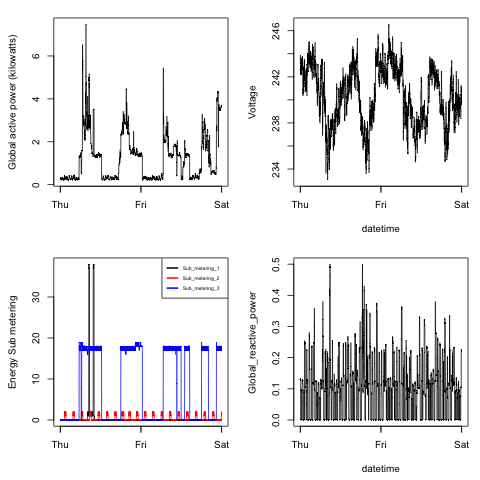 Global active power (kilowatts)
0 2 4 6
Thu Fri Sat
Voltage
234 238 242 246
Thu Fri Sat
datetime
Energy Sub metering
0 10 20 30
Sub_metering_1
Sub_metering_2
Sub_metering_3
Thu Fri Sat
Global_reactive_power
0.0 0.1 0.2 0.3 0.4 0.5
Thu Fri Sat
datetime